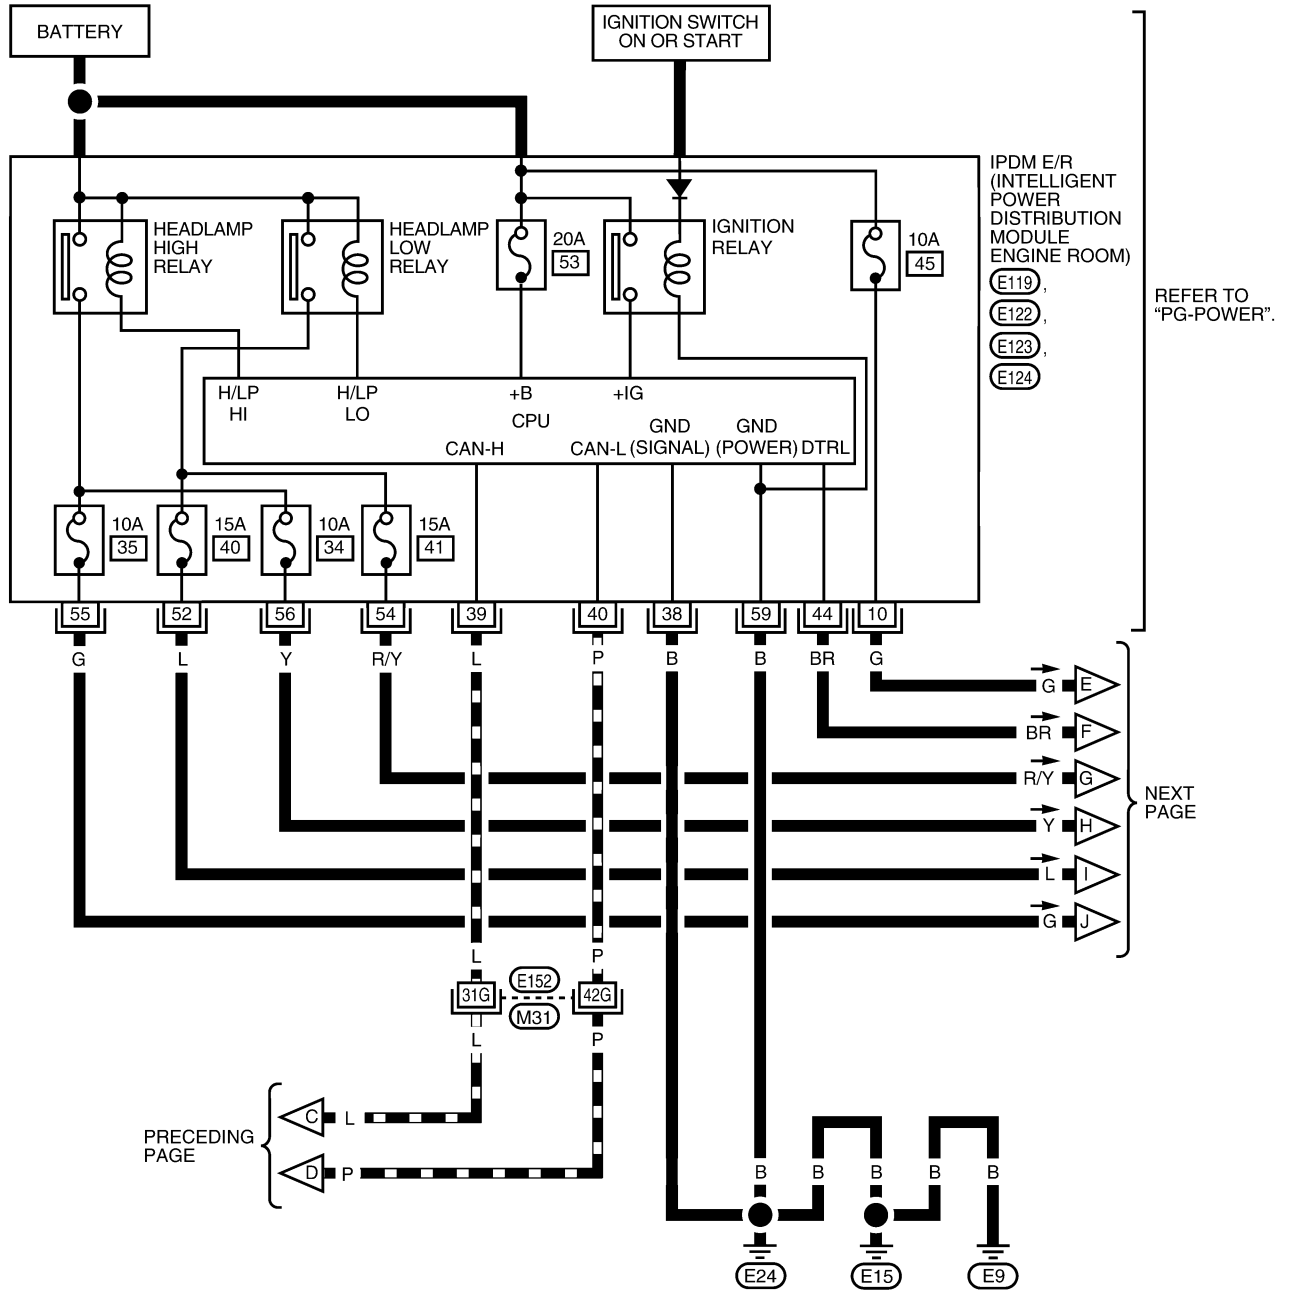 BATTERY
IGNITION SWITCH
ON OR START
IPDM E/R
(INTELLIGENT
POWER
DISTRIBUTION
MODULE
ENGINE ROOM)
E119 ,
E122 ,
E123 ,
E124
REFER TO
“PG-POWER”.
HEADLAMP
HIGH
RELAY
HEADLAMP
LOW
RELAY
20A
53
IGNITION
RELAY
10A
45
H/LP
HI
H/LP
LO
+B
+IG
CPU
CAN-H
CAN-L
GND
(SIGNAL)
GND
(POWER)
DTRL
10A
35
15A
40
10A
34
15A
41
55
52
56
54
39
40
38
59
44
10
G
L
Y
R/Y
L
P
B
B
BR
G
G
E
BR
F
R/Y
G
Y
H
L
I
G
J
NEXT
PAGE
L
P
31G
E152
M31
42G
L
P
PRECEDING
PAGE
C
L
D
P
B
B
B
B
B
E24
E15
E9